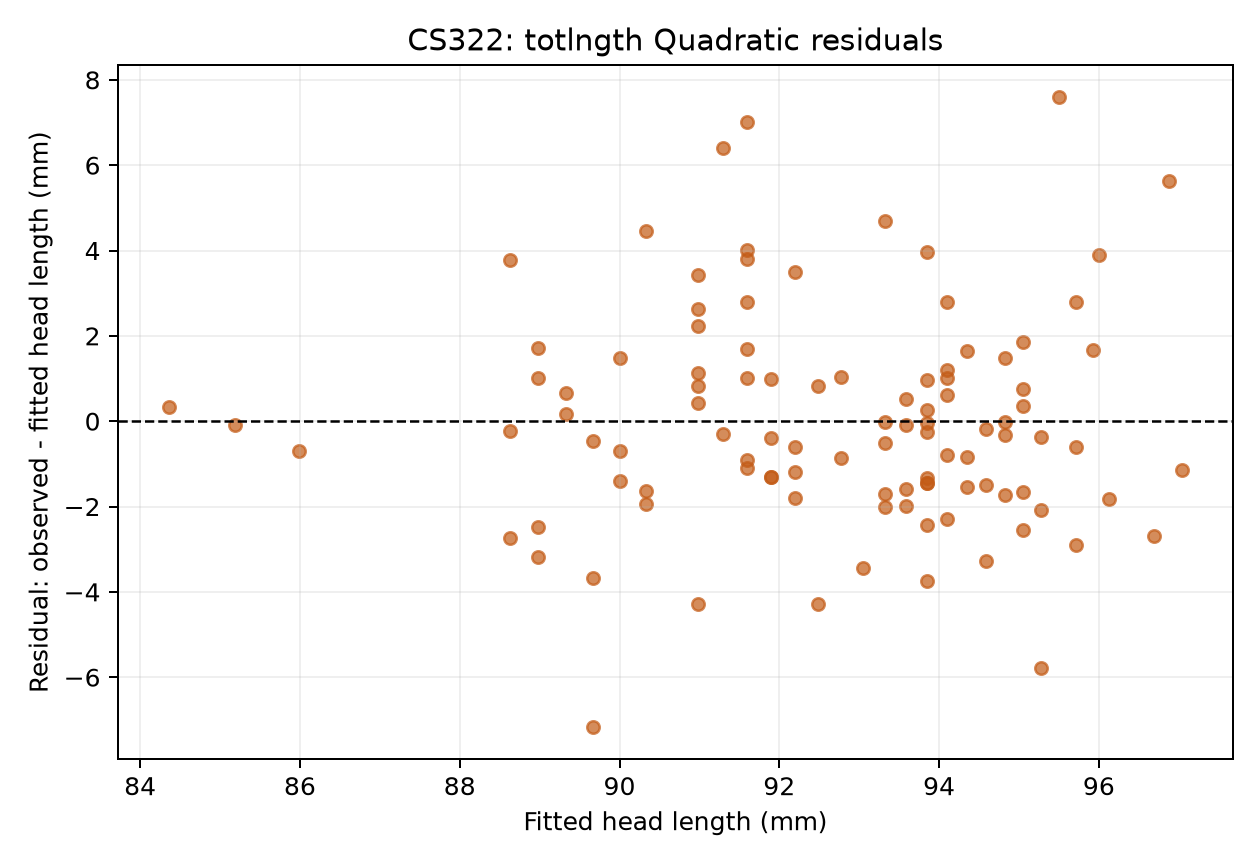 CS322: totlngth Quadratic residuals
8
6
4
2
0
−2
−4
−6
Residual: observed - fitted head length (mm)
84 86 88 90 92 94 96
Fitted head length (mm)